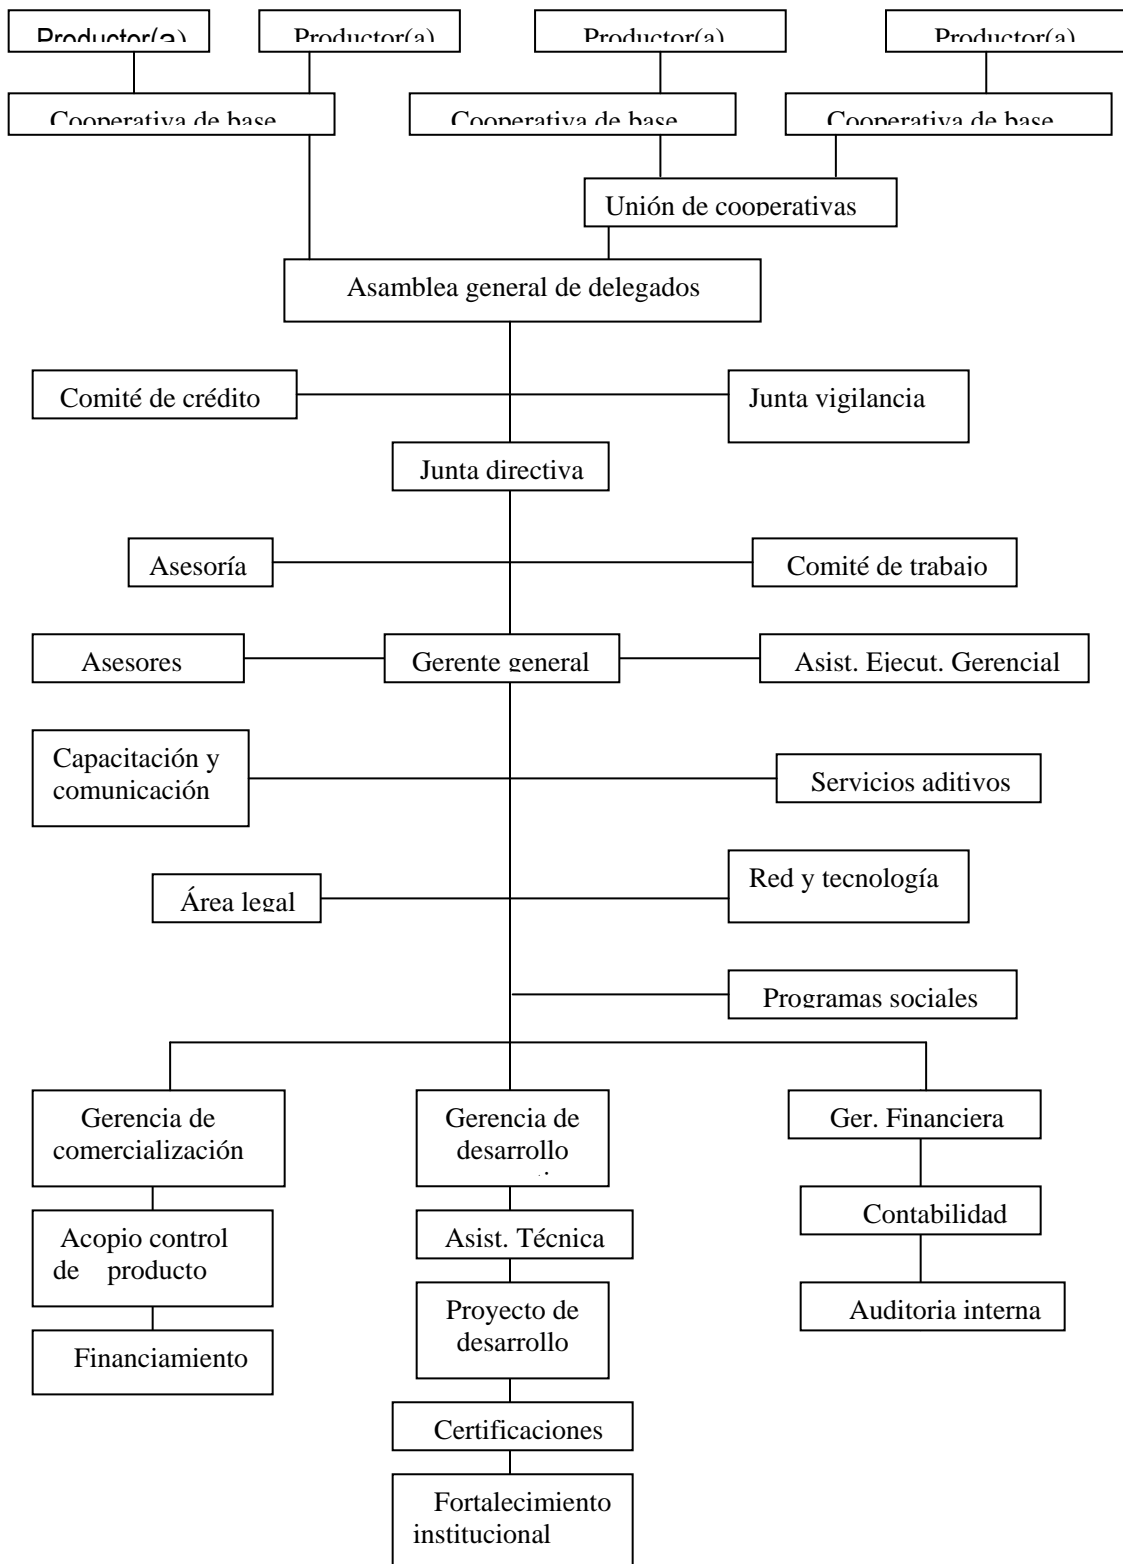 Productor(a)
Productor(a)
Productor(a)
Productor(a)
Cooperativa de base
Cooperativa de base
Cooperativa de base
Unión de cooperativas
Asamblea general de delegados
Comité de crédito
Junta vigilancia
Junta directiva
Asesoría
Comité de trabajo
Asesores
Gerente general
Asist. Ejecut. Gerencial
Capacitación y
comunicación
Servicios aditivos
Área legal
Red y tecnología
Programas sociales
Gerencia de
comercialización
Gerencia de
desarrollo
Ger. Financiera
Acopio control
de producto
Asist. Técnica
Contabilidad
Financiamiento
Proyecto de
desarrollo
Auditoria interna
Certificaciones
Fortalecimiento
institucional